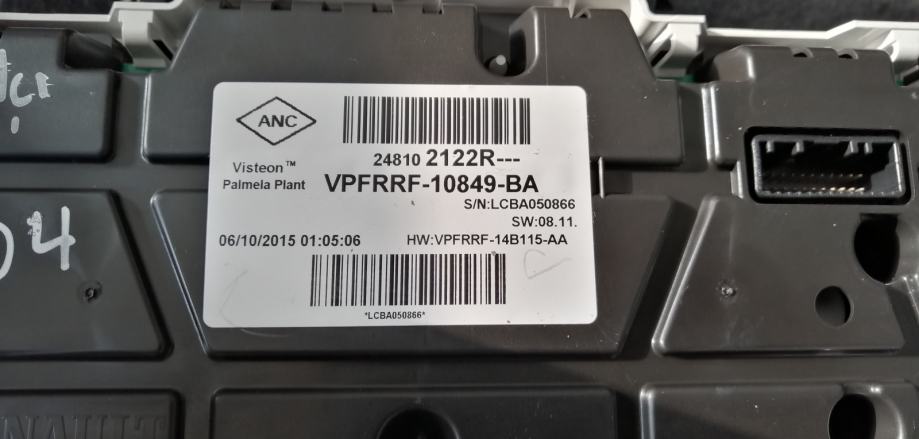 ANC
24810 2122R---
Visteon™
Palmela Plant
VPFRRF-10849-BA
S/N:LCBA050866
SW:08.11.
06/10/2015 01:05:06
HW:VPFRRF-14B115-AA
*LCBA050866*
04